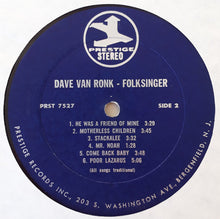 PRESTIGE
STEREO
DAVE VAN RONK - FOLKSINGER
PRST 7527 SIDE 2
1. HE WAS A FRIEND OF MINE 3:29
2. MOTHERLESS CHILDREN 3:45
3. STACKALEE 3:32
4. MR. NOAH 1:30
5. COME BACK BABY 3:48
6. POOR LAZARUS 5:06
(All songs traditional)
PRESTIGE RECORDS INC., 203 S. WASHINGTON AVE., BERGENFIELD, N.J.